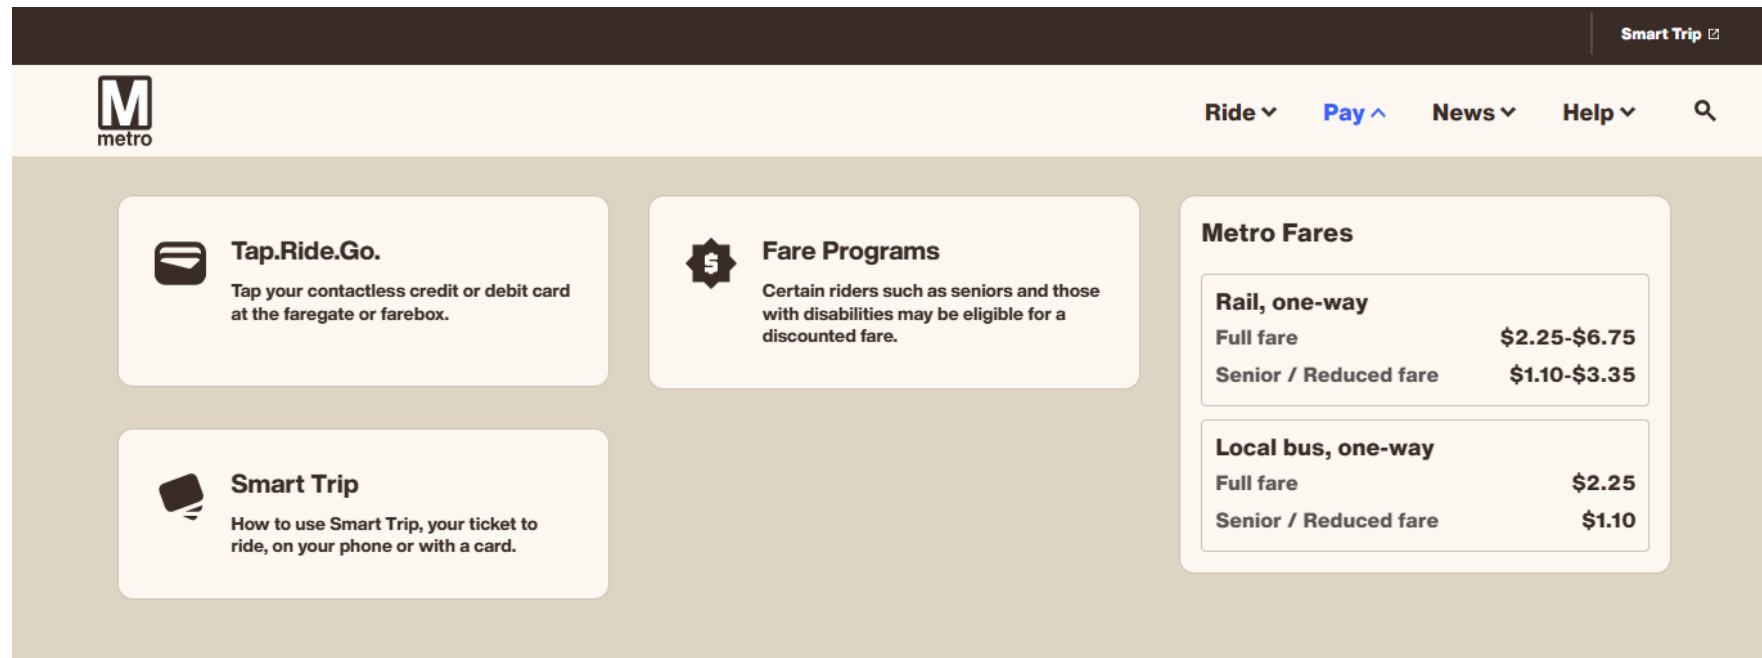 Smart Trip
M
metro
Ride
Pay
News
Help
Tap.Ride.Go.
Tap your contactless credit or debit card
at the faregate or farebox.
Fare Programs
$
Certain riders such as seniors and those
with disabilities may be eligible for a
discounted fare.
Smart Trip
How to use Smart Trip, your ticket to
ride, on your phone or with a card.
Metro Fares
Rail, one-way
Full fare $2.25-$6.75
Senior / Reduced fare $1.10-$3.35
Local bus, one-way
Full fare $2.25
Senior / Reduced fare $1.10